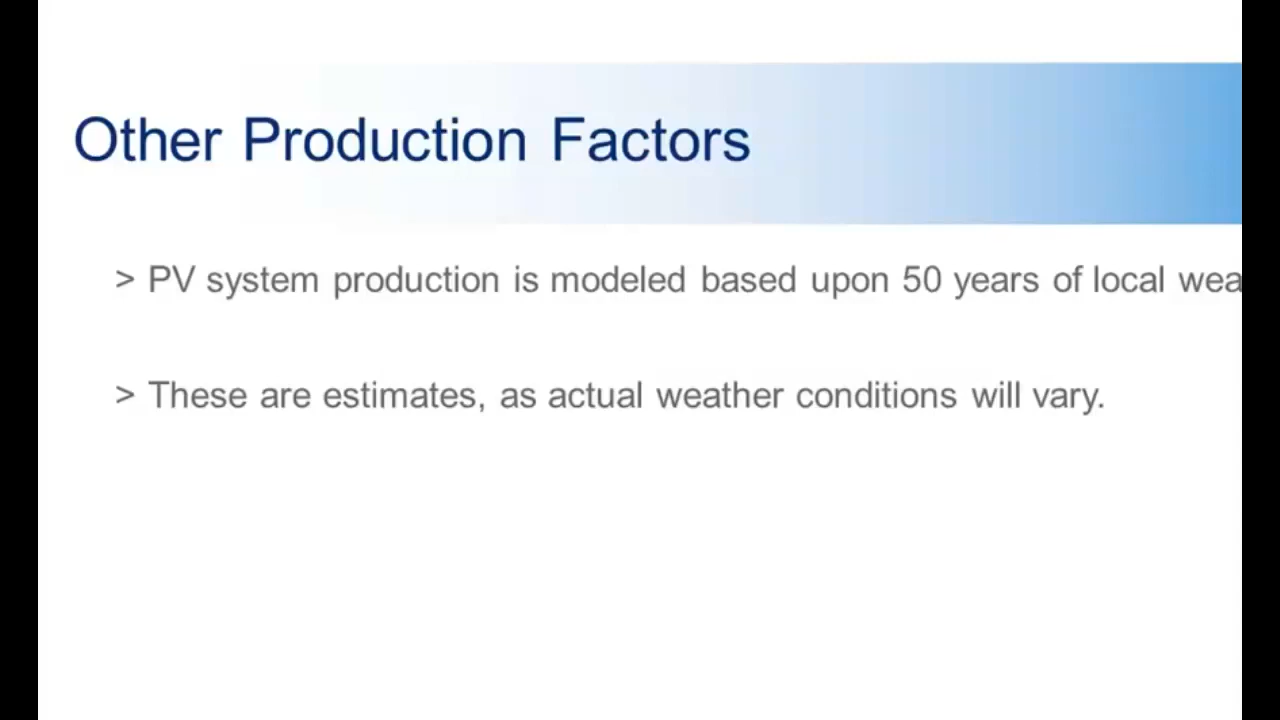 Other Production Factors
> PV system production is modeled based upon 50 years of local wea
> These are estimates, as actual weather conditions will vary.